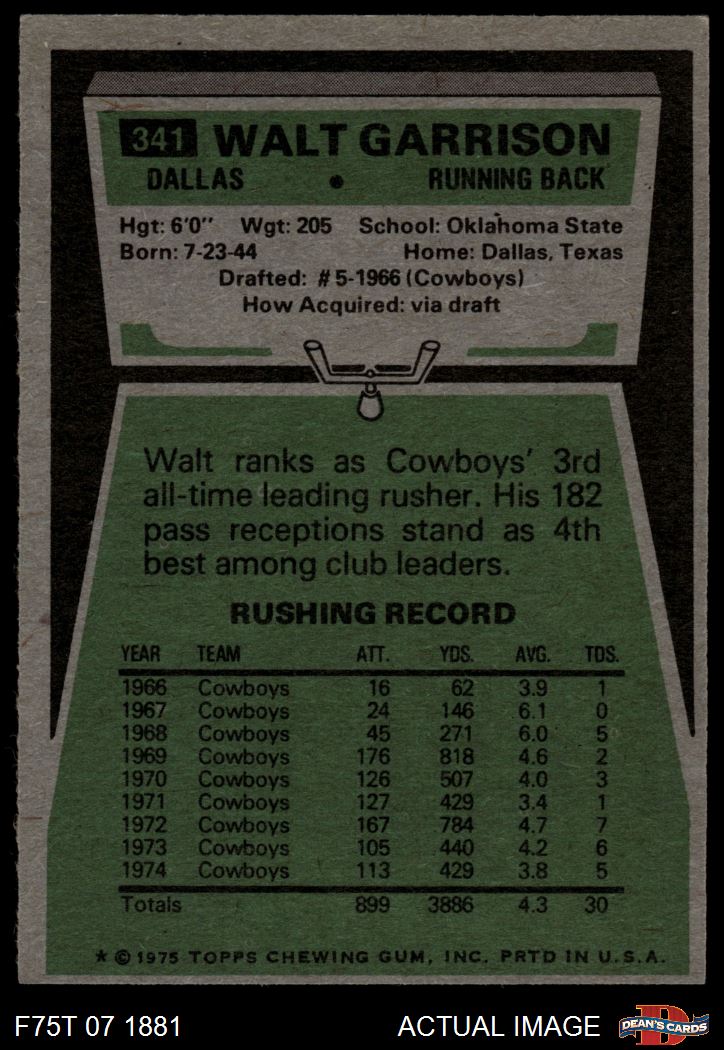 341 WALT GARRISON
DALLAS • RUNNING BACK
Hgt: 6'0" Wgt: 205 School: Oklahoma State
Born: 7-23-44 Home: Dallas, Texas
Drafted: #5-1966 (Cowboys)
How Acquired: via draft
Walt ranks as Cowboys' 3rd
all-time leading rusher. His 182
pass receptions stand as 4th
best among club leaders.
RUSHING RECORD
YEAR TEAM ATT. YDS. AVG. TDS.
1966 Cowboys 16 62 3.9 1
1967 Cowboys 24 146 6.1 0
1968 Cowboys 45 271 6.0 5
1969 Cowboys 176 818 4.6 2
1970 Cowboys 126 507 4.0 3
1971 Cowboys 127 429 3.4 1
1972 Cowboys 167 784 4.7 7
1973 Cowboys 105 440 4.2 6
1974 Cowboys 113 429 3.8 5
Totals 899 3886 4.3 30
★ © 1975 TOPPS CHEWING GUM, INC. PRTD IN U.S.A.
F75T 07 1881 ACTUAL IMAGE D DEAN'S CARDS